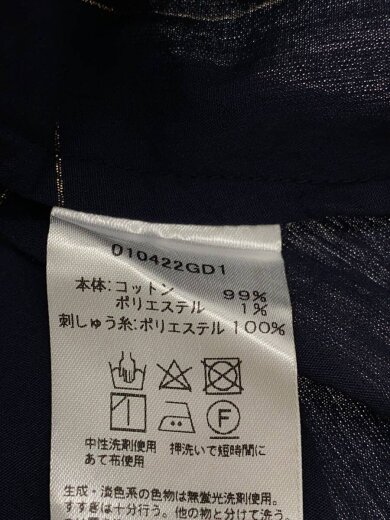 010422GD1
本体:コットン 99%
ポリエステル 1%
刺しゅう糸:ポリエステル100%
F
中性洗剤使用 押洗いで短時間に
あて布使用
生成・淡色系の色物は無蛍光洗剤使用。
すすぎは十分行う。他の物と分けて洗う